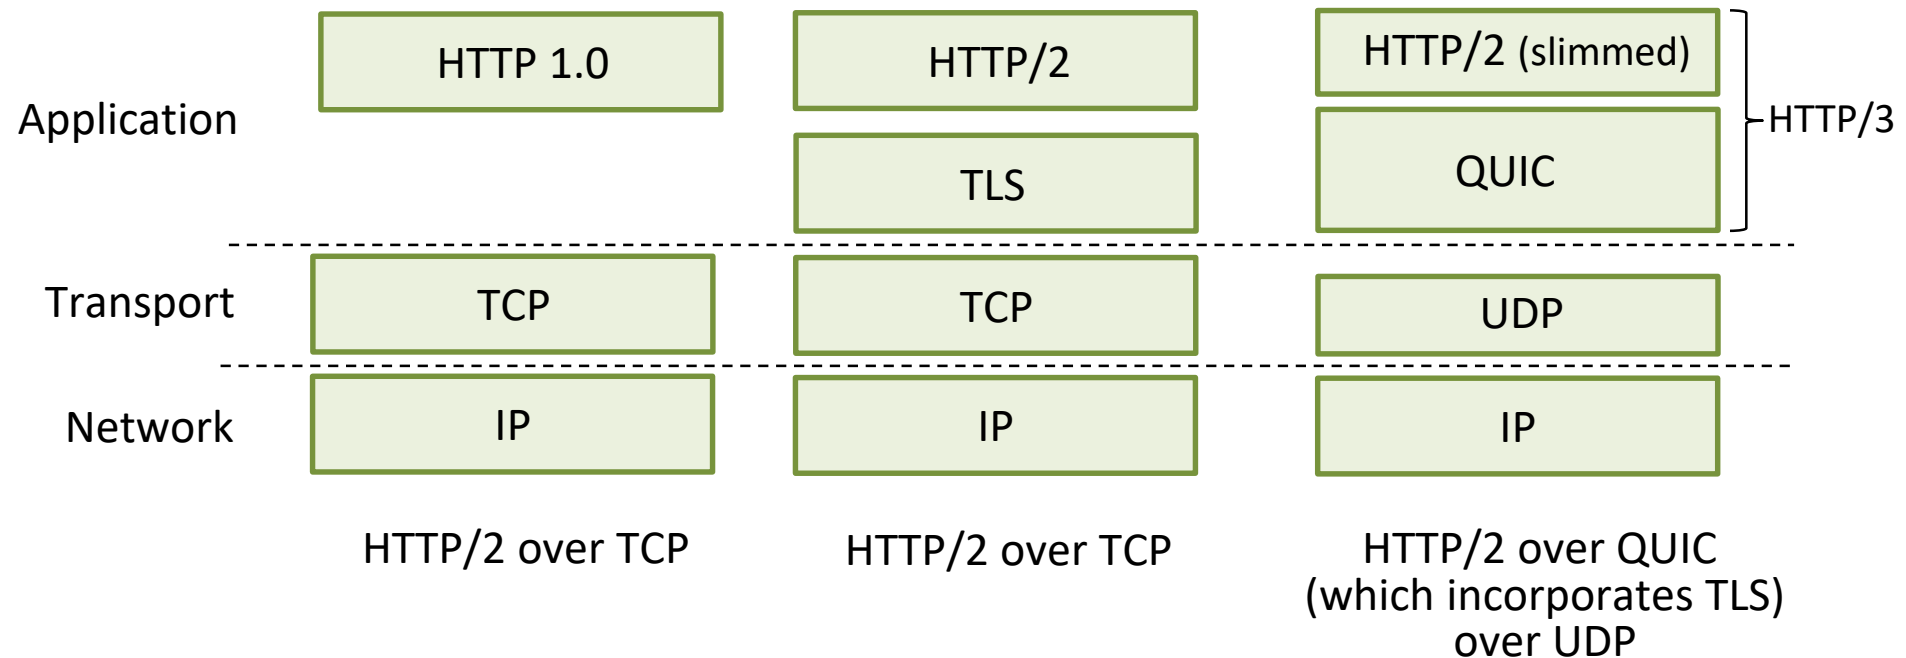 HTTP 1.0
HTTP/2
HTTP/2 (slimmed)
Application
HTTP/3
TLS
QUIC
Transport
TCP
TCP
UDP
Network
IP
IP
IP
HTTP/2 over TCP
HTTP/2 over TCP
HTTP/2 over QUIC
(which incorporates TLS)
over UDP